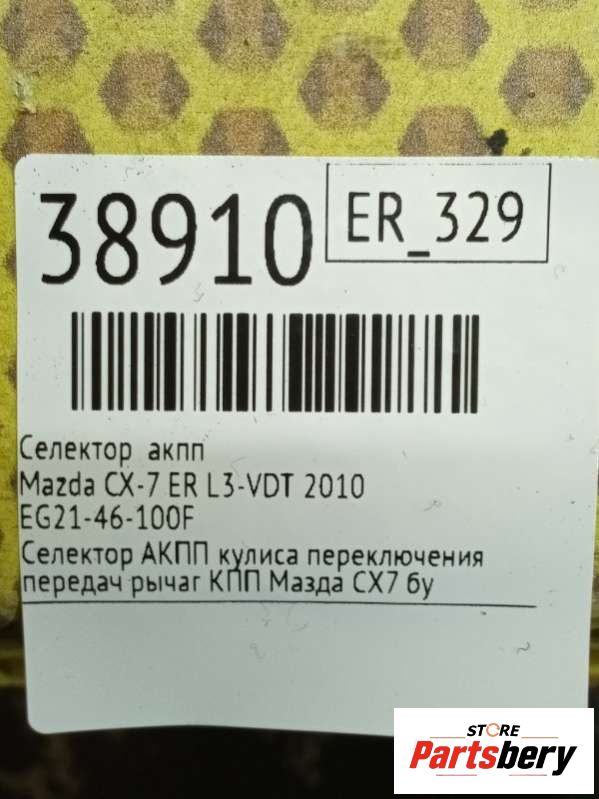 38910
ER_329
Селектор акпп
Mazda CX-7 ER L3-VDT 2010
EG21-46-100F
Селектор АКПП кулиса переключения
передач рычаг КПП Мазда СХ7 бу
STORE
Partsbery